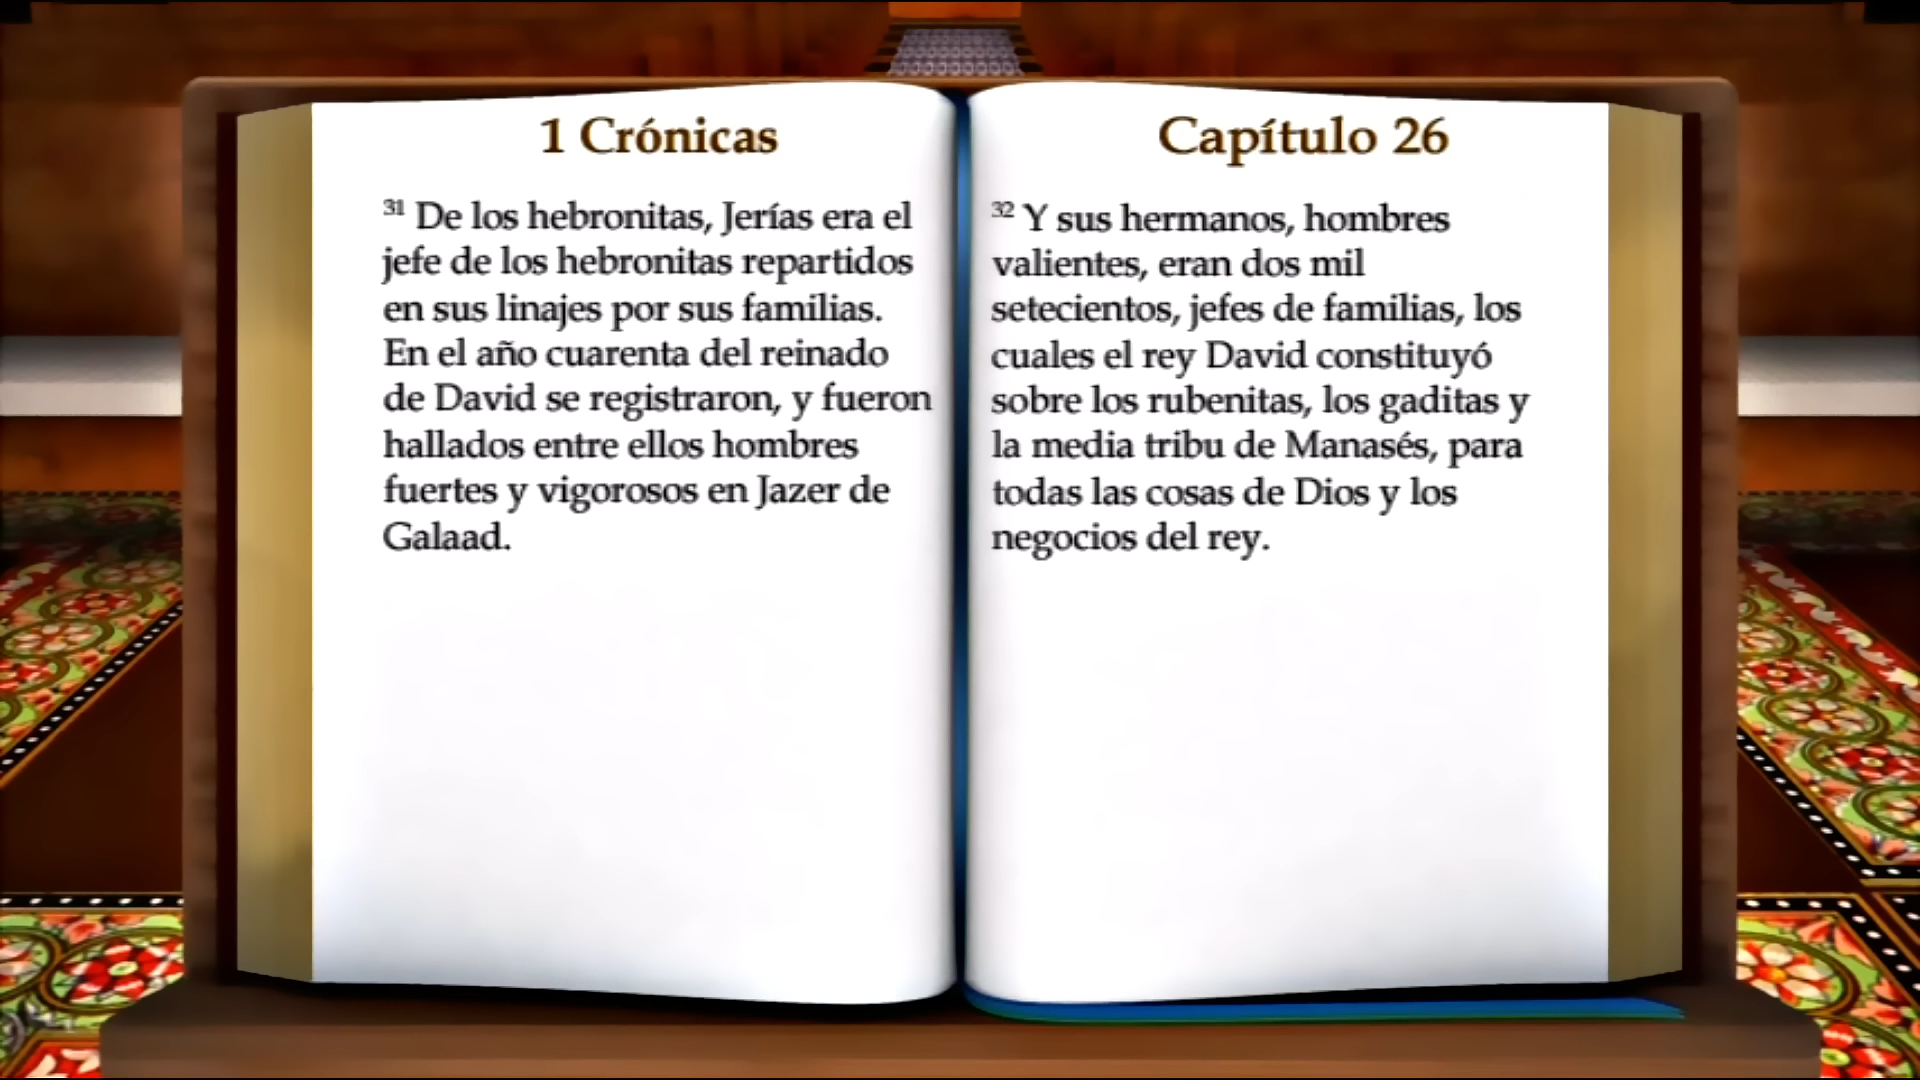 1 Crónicas
31 De los hebronitas, Jerías era el
jefe de los hebronitas repartidos
en sus linajes por sus familias.
En el año cuarenta del reinado
de David se registraron, y fueron
hallados entre ellos hombres
fuertes y vigorosos en Jazer de
Galaad.
Capítulo 26
32 Y sus hermanos, hombres
valientes, eran dos mil
setecientos, jefes de familias, los
cuales el rey David constituyó
sobre los rubenitas, los gaditas y
la media tribu de Manasés, para
todas las cosas de Dios y los
negocios del rey.